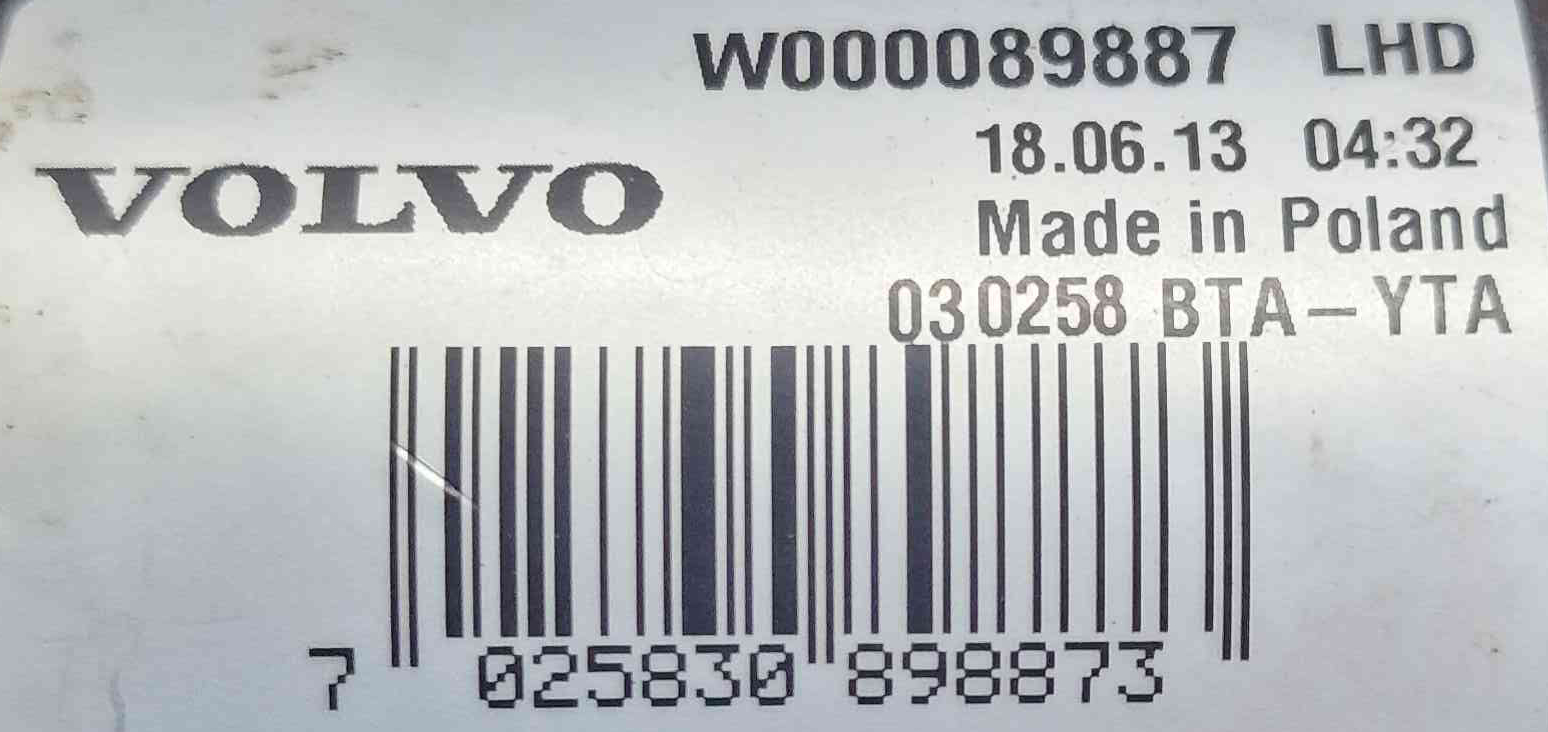 W000089887 LHD
18.06.13 04:32
VOLVO
Made in Poland
030258 BTA-YTA
7 025830 898873